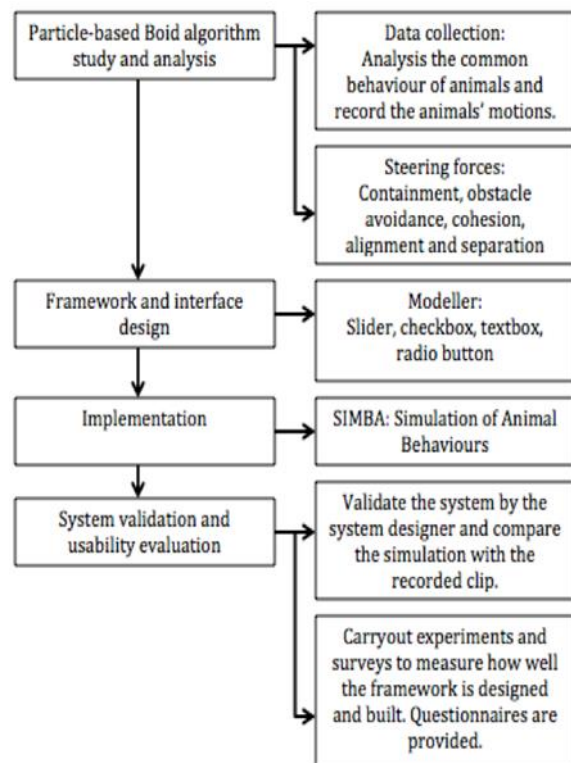 Particle-based Boid algorithm
study and analysis
Data collection:
Analysis the common
behaviour of animals and
record the animals' motions.
Steering forces:
Containment, obstacle
avoidance, cohesion,
alignment and separation
Framework and interface
design
Modeller:
Slider, checkbox, textbox,
radio button
Implementation
SIMBA: Simulation of Animal
Behaviours
System validation and
usability evaluation
Validate the system by the
system designer and compare
the simulation with the
recorded clip.
Carryout experiments and
surveys to measure how well
the framework is designed
and built. Questionnaires are
provided.